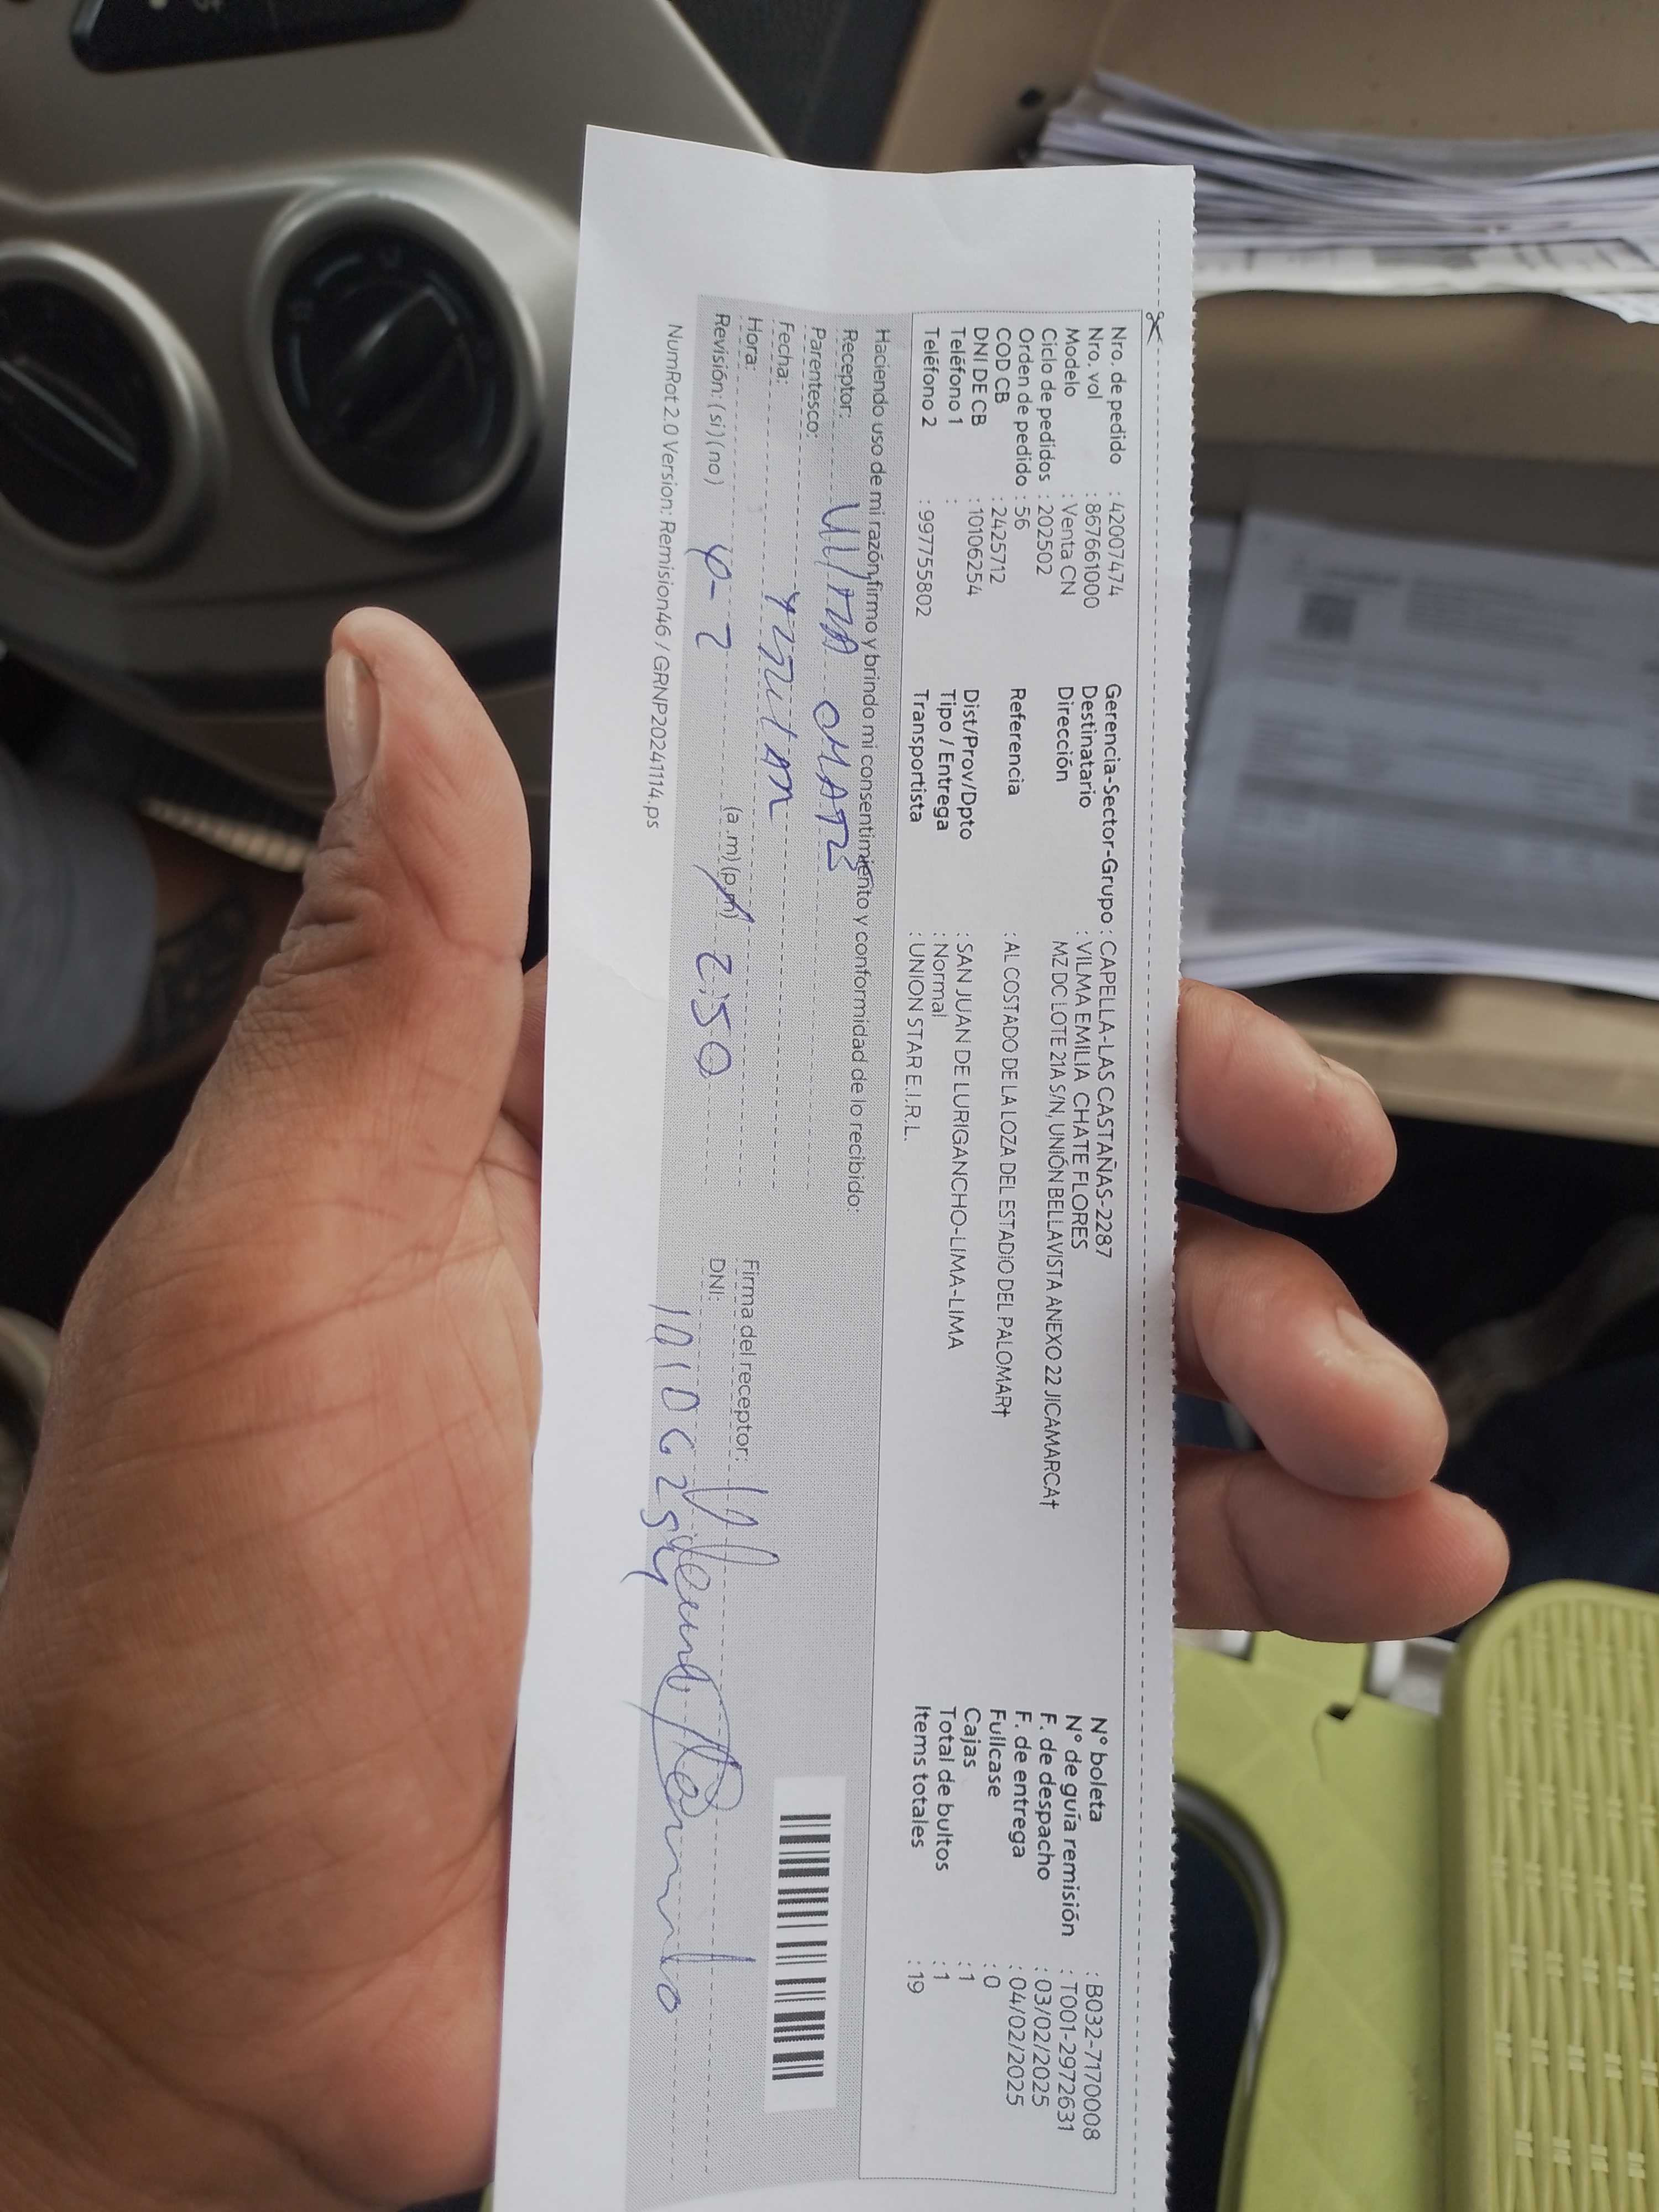 Nro. de pedido : 42007474
Nro. vol : 867661000
Modelo : Venta CN
Ciclo de pedidos : 202502
Orden de pedido : 56
COD CB : 2425712
DNI DE CB : 10106254
Teléfono 1 :
Teléfono 2 : 997755802
Gerencia-Sector-Grupo : CAPELLA-LAS CASTAÑAS-2287
Destinatario : VILMA EMILIA CHATE FLORES
Dirección MZ DC LOTE 21A S/N, UNIÓN BELLAVISTA ANEXO 22 JICAMARCA†
Referencia : AL COSTADO DE LA LOZA DEL ESTADIO DEL PALOMAR†
Dist/Prov/Dpto : SAN JUAN DE LURIGANCHO-LIMA-LIMA
Tipo / Entrega : Normal
Transportista : UNION STAR E.I.R.L.
N° boleta : B032-7170008
N° de guía remisión : T001-2972631
F. de despacho : 03/02/2025
F. de entrega : 04/02/2025
Fullcase : 0
Cajas : 1
Total de bultos : 1
Items totales : 19
Haciendo uso de mi razón, firmo y brindo mi consentimiento y conformidad de lo recibido:
Receptor:
Parentesco:
Fecha:
Hora: 4-2 (a.m) (p.m) 2:50
Revisión: (si) (no)
Firma del receptor:
DNI: 10106254
NumRot 2.0 Version: Remision46 / GRNP20241114.ps